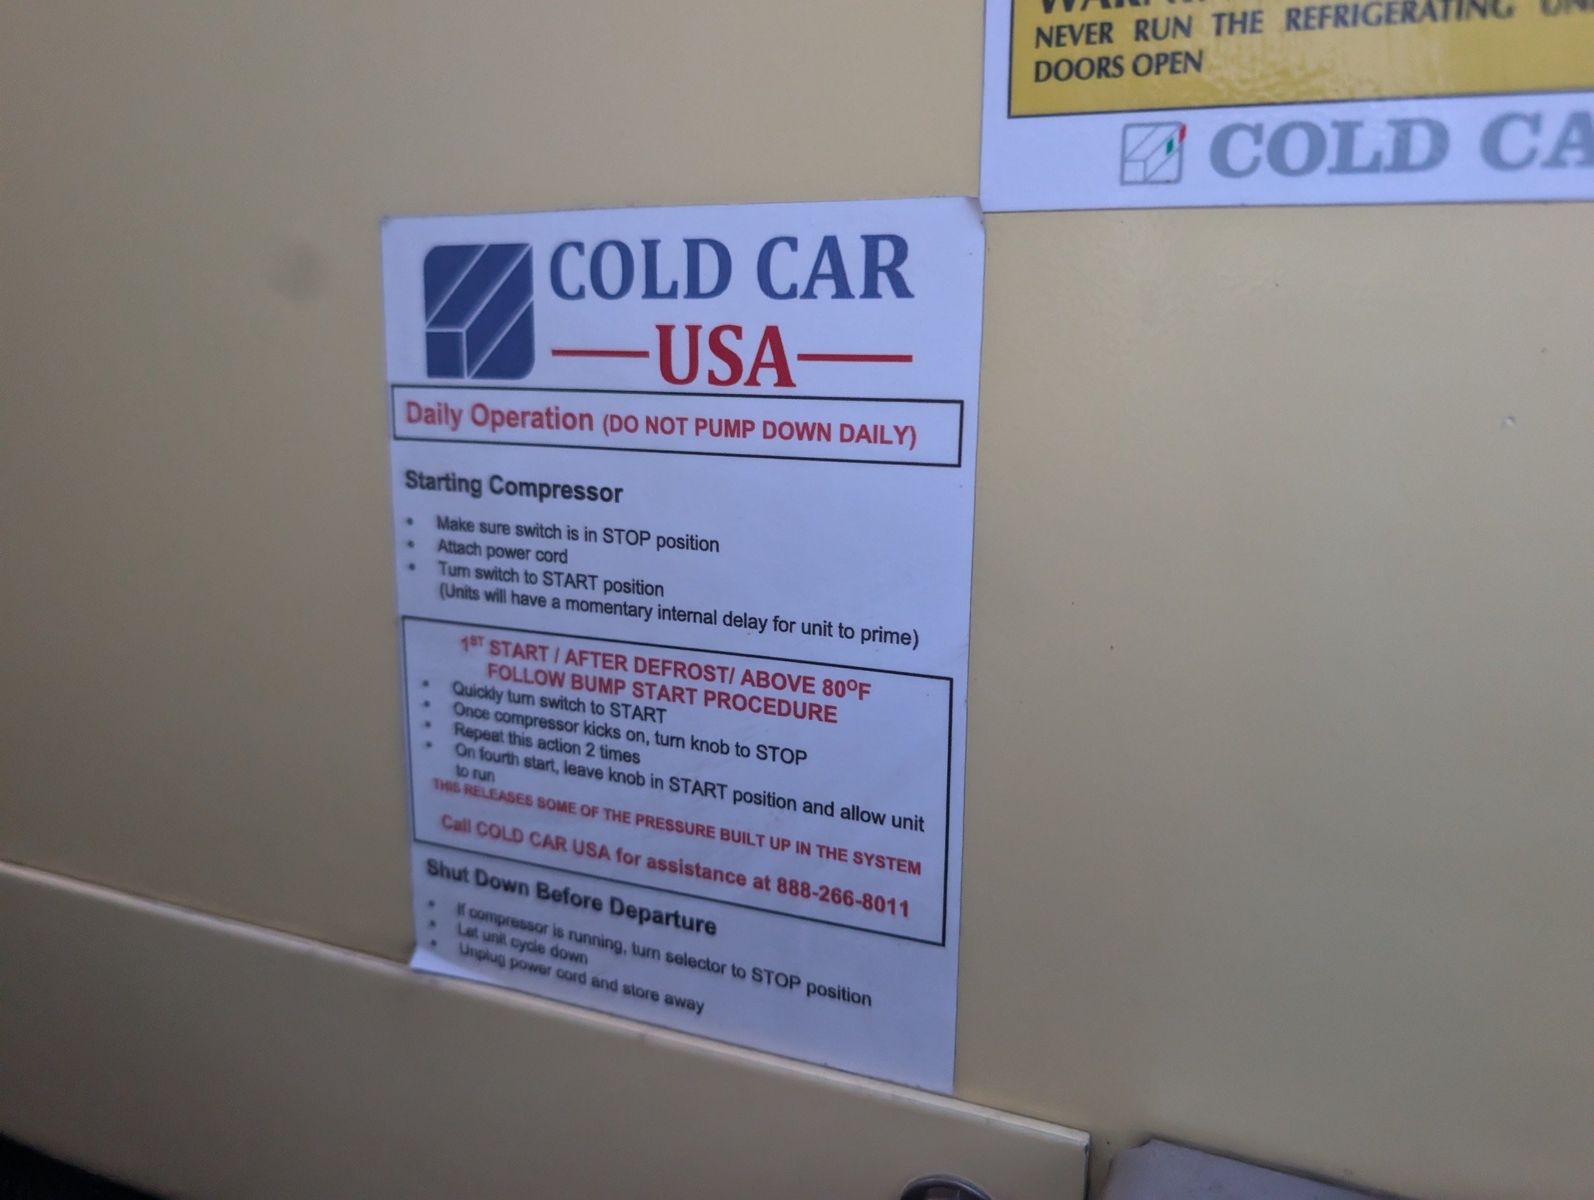 NEVER RUN THE REFRIGERATING
DOORS OPEN
COLD
COLD CAR
USA
Daily Operation (DO NOT PUMP DOWN DAILY)
Starting Compressor
• Make sure switch is in STOP position
• Attach power cord
• Turn switch to START position
(Units will have a momentary internal delay for unit to prime)
1ST START / AFTER DEFROST/ ABOVE 80ºF
FOLLOW BUMP START PROCEDURE
• Quickly turn switch to START
• Once compressor kicks on, turn knob to STOP
• Repeat this action 2 times
• On fourth start, leave knob in START position and allow unit
to run
THIS RELEASES SOME OF THE PRESSURE BUILT UP IN THE SYSTEM
Call COLD CAR USA for assistance at 888-266-8011
Shut Down Before Departure
• If compressor is running, turn selector to STOP position
• Let unit cycle down
• Unplug power cord and store away